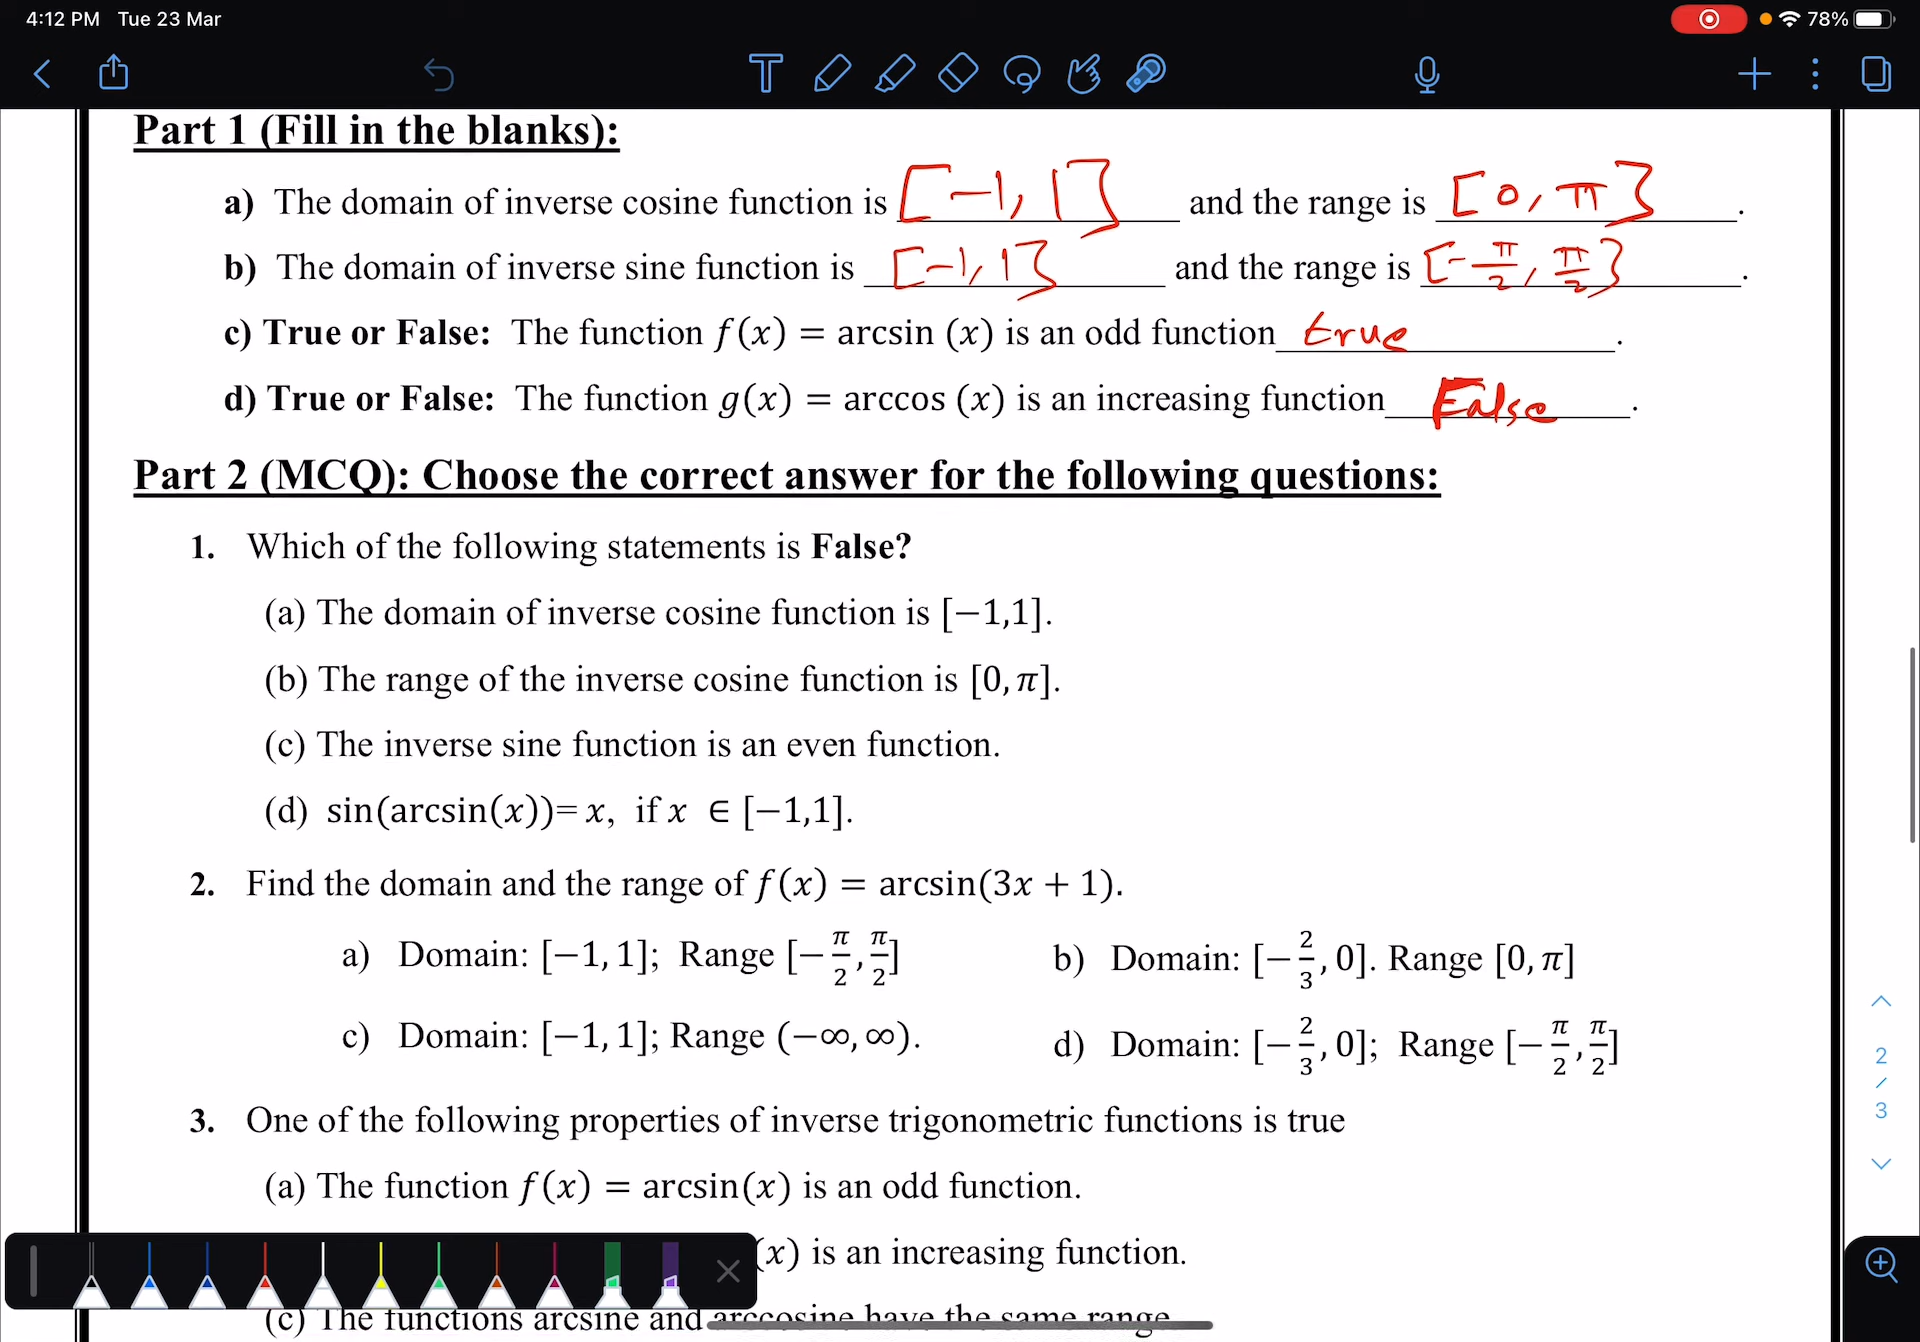 4:12 PM Tue 23 Mar 78%
Part 1 (Fill in the blanks):
a) The domain of inverse cosine function is [-1, 1] and the range is [0, π].
b) The domain of inverse sine function is [-1, 1] and the range is [-π/2, π/2].
c) True or False: The function f(x) = arcsin (x) is an odd function true.
d) True or False: The function g(x) = arccos (x) is an increasing function False.
Part 2 (MCQ): Choose the correct answer for the following questions:
1. Which of the following statements is False?
(a) The domain of inverse cosine function is [−1,1].
(b) The range of the inverse cosine function is [0, π].
(c) The inverse sine function is an even function.
(d) sin(arcsin(x))= x, if x ∈ [−1,1].
2. Find the domain and the range of f(x) = arcsin(3x + 1).
a) Domain: [−1, 1]; Range [−π/2, π/2]
b) Domain: [−2/3, 0]. Range [0, π]
c) Domain: [−1, 1]; Range (−∞, ∞).
d) Domain: [−2/3, 0]; Range [−π/2, π/2]
3. One of the following properties of inverse trigonometric functions is true
(a) The function f(x) = arcsin(x) is an odd function.
(x) is an increasing function.
(c) The functions arcsine and arccosine have the same range
2 / 3